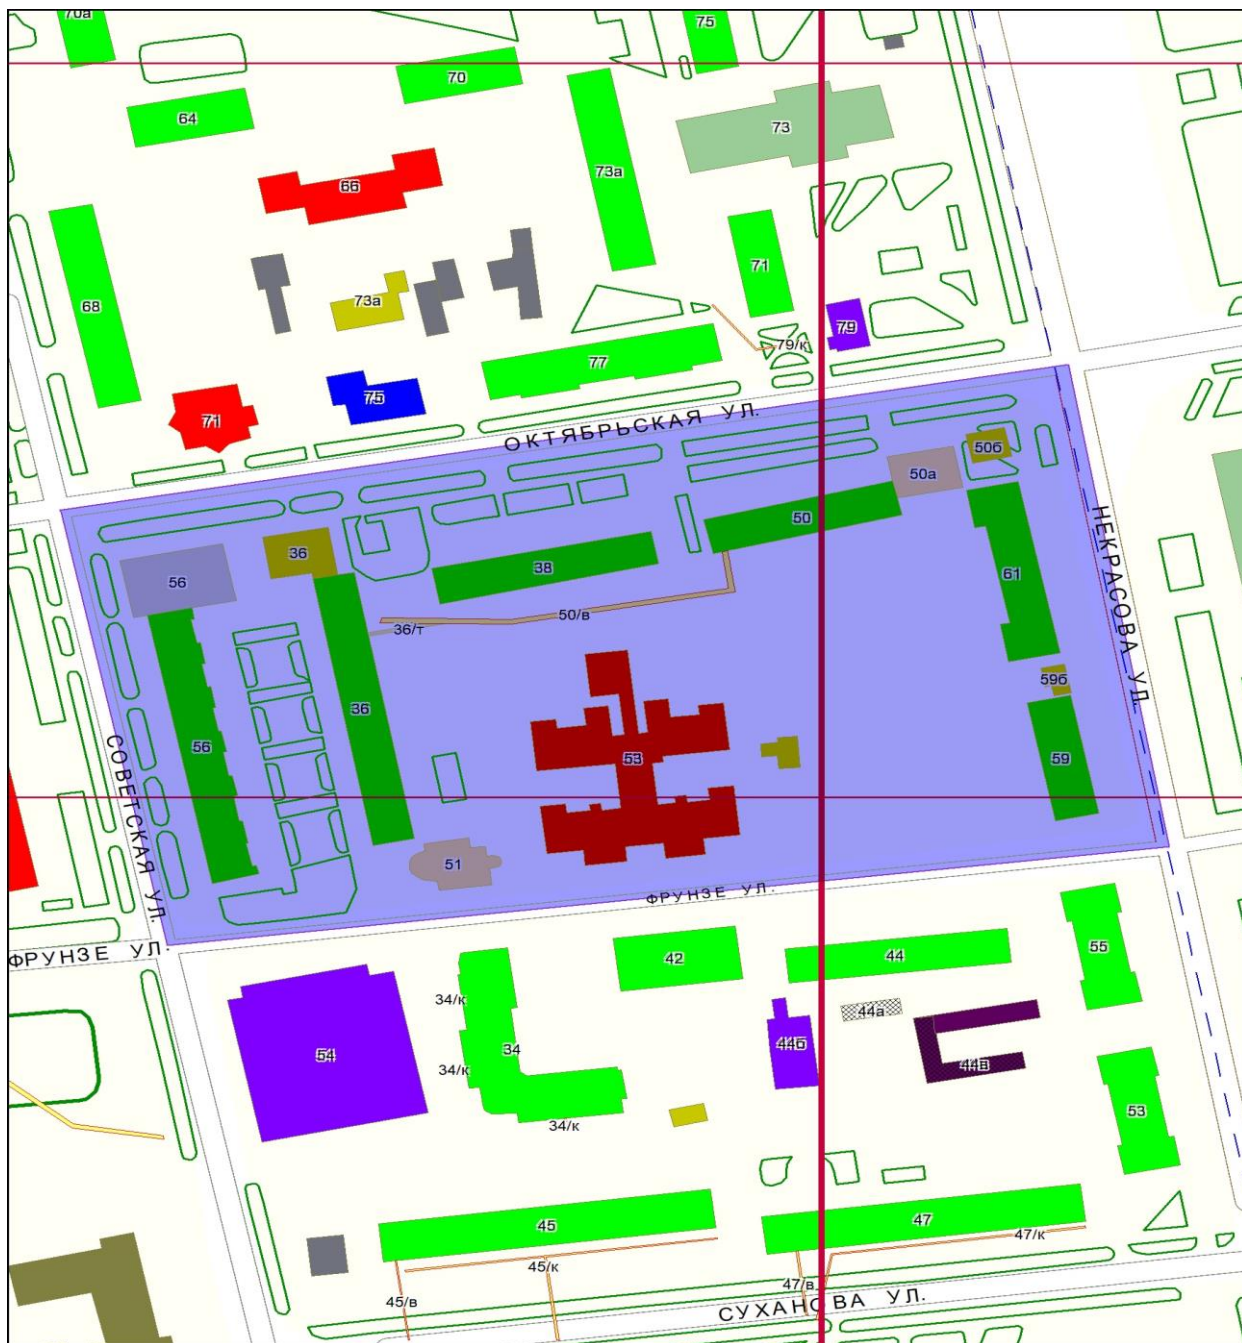 70а
75
70
64
73
66
73а
71
68
73а
79
79/к
77
75
71
ОКТЯБРЬСКАЯ УЛ.
50б
50а
50
НЕКРАСОВА УЛ.
36
38
56
61
50/в
36/т
59б
36
56
53
59
СОВЕТСКАЯ УЛ.
51
ФРУНЗЕ УЛ.
ФРУНЗЕ УЛ.
42
44
55
34/к
44а
34
54
44б
44в
34/к
53
34/к
45
47
47/к
45/к
47/в
45/в
СУХАНОВА УЛ.